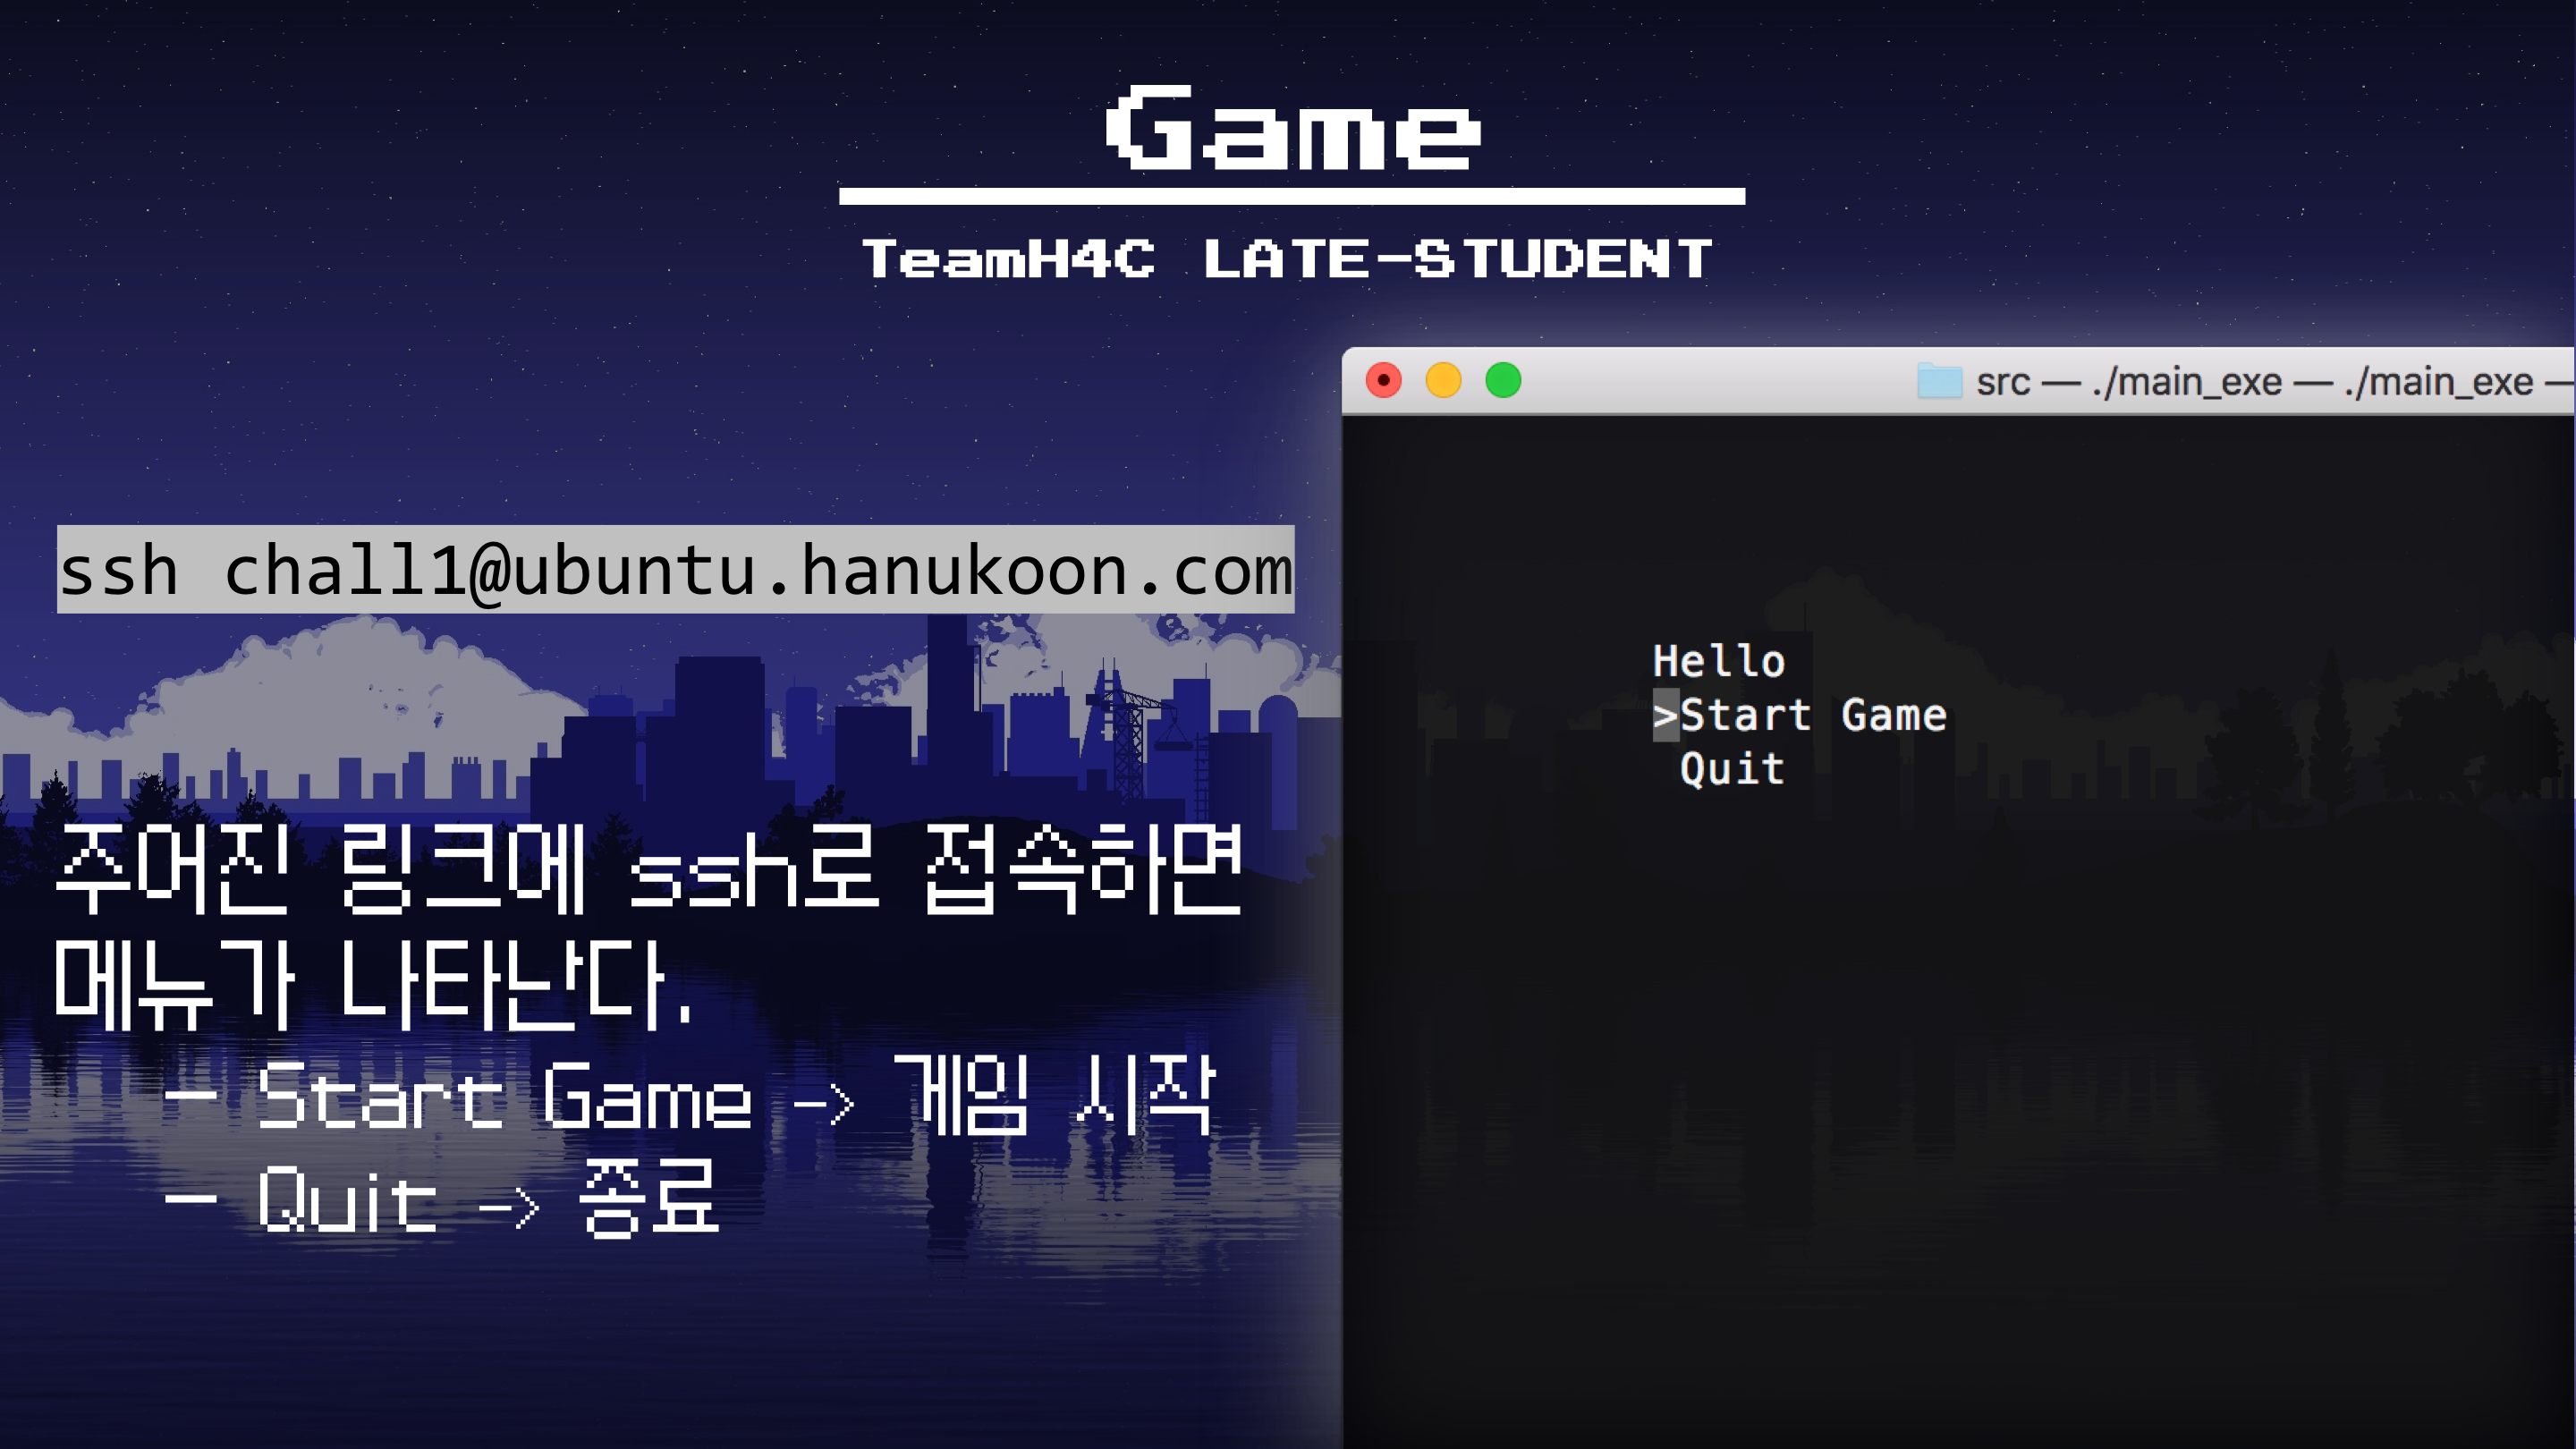 Game
TeamH4C LATE-STUDENT
ssh chall1@ubuntu.hanukoon.com
주어진 링크에 ssh로 접속하면
메뉴가 나타난다.
- Start Game -> 게임 시작
- Quit -> 종료
src — ./main_exe — ./main_exe —
Hello
>Start Game
Quit